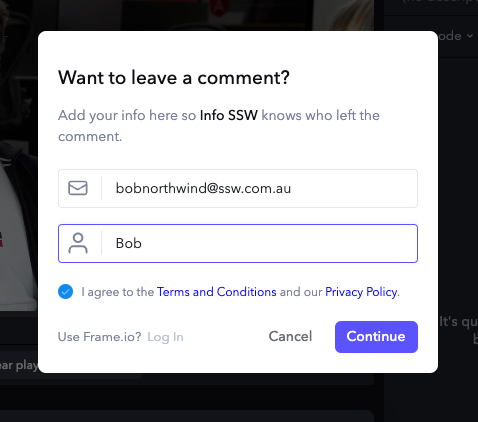 ode
Want to leave a comment?
Add your info here so Info SSW knows who left the
comment.
bobnorthwind@ssw.com.au
Bob
I agree to the Terms and Conditions and our Privacy Policy.
It's qu
Use Frame.io? Log In
Cancel
Continue
ear play